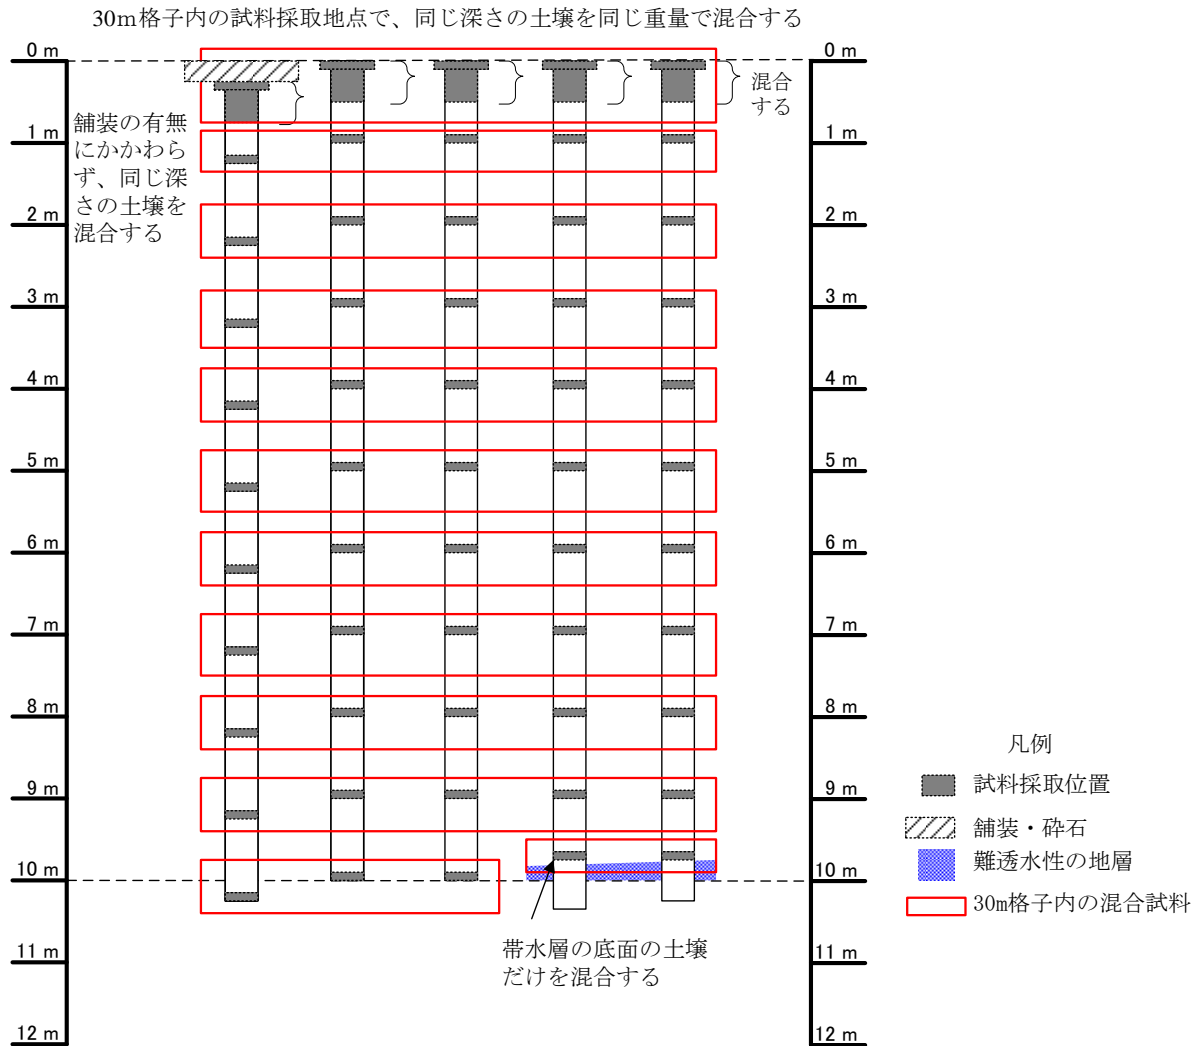 30m格子内の試料採取地点で、同じ深さの土壌を同じ重量で混合する
0 m
0 m
混合
する
舗装の有無
にかかわら
ず、同じ深
さの土壌を
混合する
1 m
1 m
2 m
2 m
3 m
3 m
4 m
4 m
5 m
5 m
6 m
6 m
7 m
7 m
8 m
8 m
9 m
9 m
10 m
10 m
11 m
11 m
12 m
12 m
帯水層の底面の土壌
だけを混合する
凡例
試料採取位置
舗装・砕石
難透水性の地層
30m格子内の混合試料